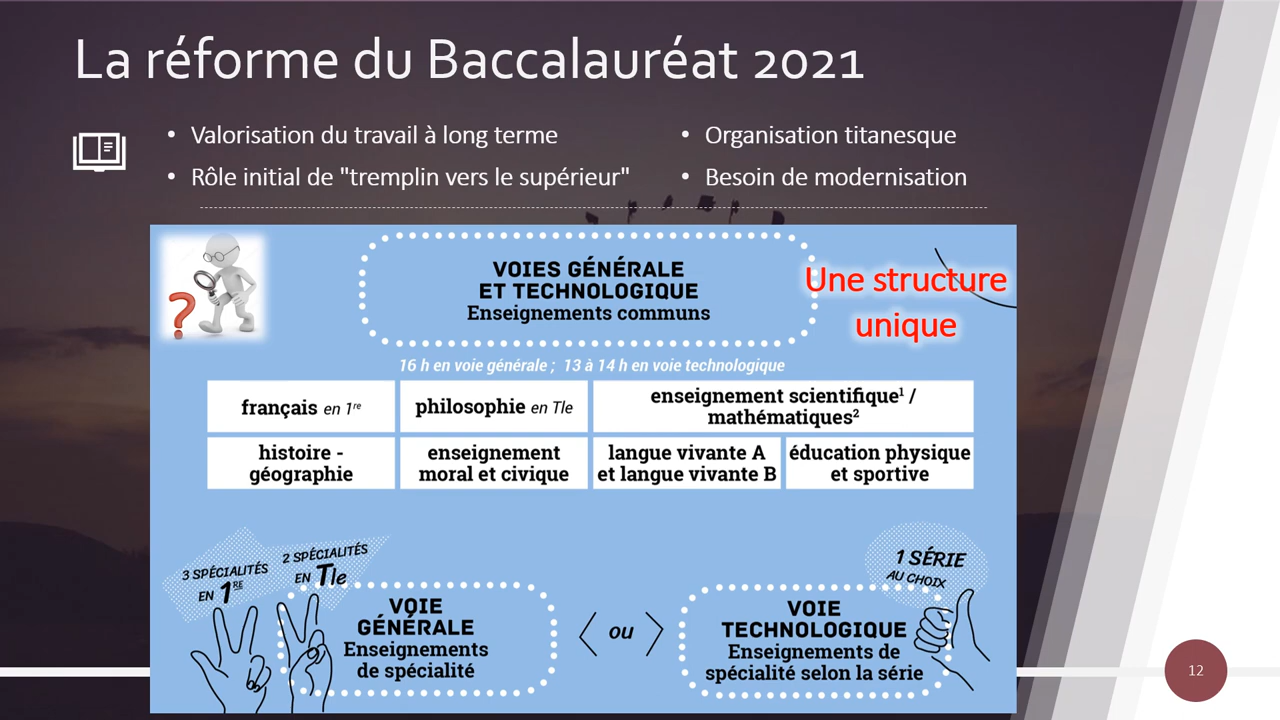 La réforme du Baccalauréat 2021
• Valorisation du travail à long terme
• Rôle initial de "tremplin vers le supérieur"
• Organisation titanesque
• Besoin de modernisation
VOIES GÉNÉRALE
ET TECHNOLOGIQUE
Enseignements communs
Une structure
unique
16 h en voie générale ; 13 à 14 h en voie technologique
français en 1re
philosophie en Tle
enseignement scientifique¹ /
mathématiques²
histoire -
géographie
enseignement
moral et civique
langue vivante A
et langue vivante B
éducation physique
et sportive
3 SPÉCIALITÉS
EN 1RE
2 SPÉCIALITÉS
EN Tle
VOIE
GÉNÉRALE
Enseignements
de spécialité
ou
1 SÉRIE
AU CHOIX
VOIE
TECHNOLOGIQUE
Enseignements de
spécialité selon la série
12